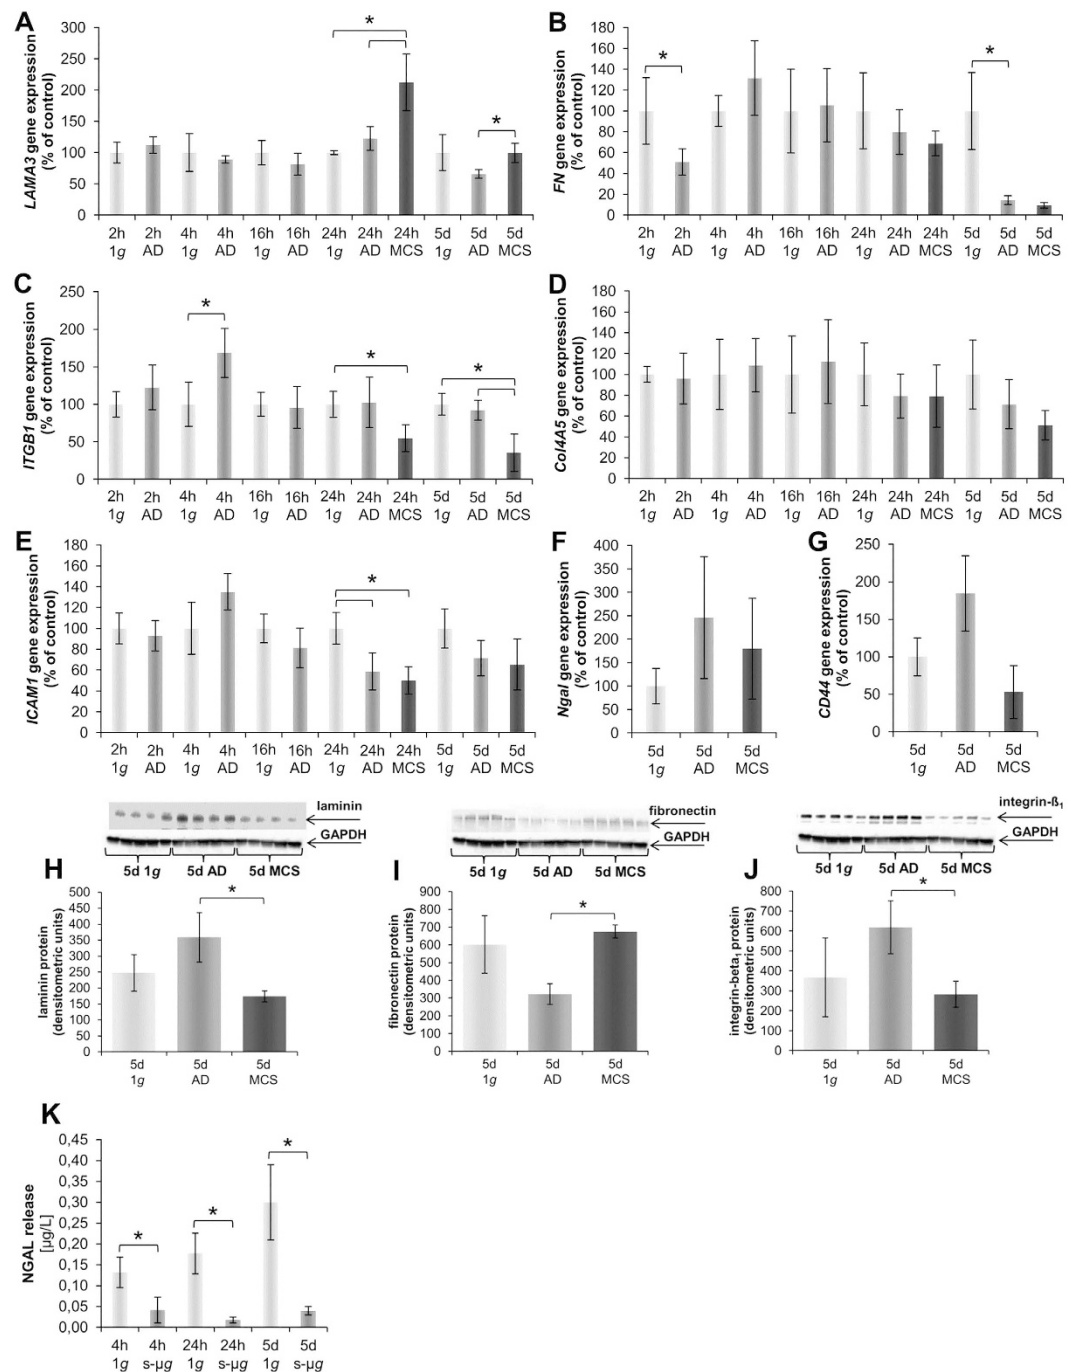 A
LAMA3 gene expression
(% of control)
300
250
200
150
100
50
0
*
*
2h 2h 4h 4h 16h 16h 24h 24h 24h 5d 5d 5d
1g AD 1g AD 1g AD 1g AD MCS 1g AD MCS
B
FN gene expression
(% of control)
180
160
140
120
100
80
60
40
20
0
*
*
2h 2h 4h 4h 16h 16h 24h 24h 24h 5d 5d 5d
1g AD 1g AD 1g AD 1g AD MCS 1g AD MCS
C
ITGB1 gene expression
(% of control)
250
200
150
100
50
0
*
*
*
2h 2h 4h 4h 16h 16h 24h 24h 24h 5d 5d 5d
1g AD 1g AD 1g AD 1g AD MCS 1g AD MCS
D
Col4A5 gene expression
(% of control)
180
160
140
120
100
80
60
40
20
0
2h 2h 4h 4h 16h 16h 24h 24h 24h 5d 5d 5d
1g AD 1g AD 1g AD 1g AD MCS 1g AD MCS
E
ICAM1 gene expression
(% of control)
180
160
140
120
100
80
60
40
20
0
*
2h 2h 4h 4h 16h 16h 24h 24h 24h 5d 5d 5d
1g AD 1g AD 1g AD 1g AD MCS 1g AD MCS
F
Ngal gene expression
(% of control)
400
350
300
250
200
150
100
50
0
5d 5d 5d
1g AD MCS
G
CD44 gene expression
(% of control)
250
200
150
100
50
0
5d 5d 5d
1g AD MCS
laminin
GAPDH
5d 1g 5d AD 5d MCS
H
laminin protein
(densitometric units)
500
450
400
350
300
250
200
150
100
50
0
*
5d 5d 5d
1g AD MCS
fibronectin
GAPDH
5d 1g 5d AD 5d MCS
I
fibronectin protein
(densitometric units)
900
800
700
600
500
400
300
200
100
0
*
5d 5d 5d
1g AD MCS
integrin-ß1
GAPDH
5d 1g 5d AD 5d MCS
J
integrin-beta1 protein
(densitometric units)
800
700
600
500
400
300
200
100
0
*
5d 5d 5d
1g AD MCS
K
NGAL release
[µg/L]
0,45
0,40
0,35
0,30
0,25
0,20
0,15
0,10
0,05
0,00
*
*
*
4h 4h 24h 24h 5d 5d
1g s-µg 1g s-µg 1g s-µg